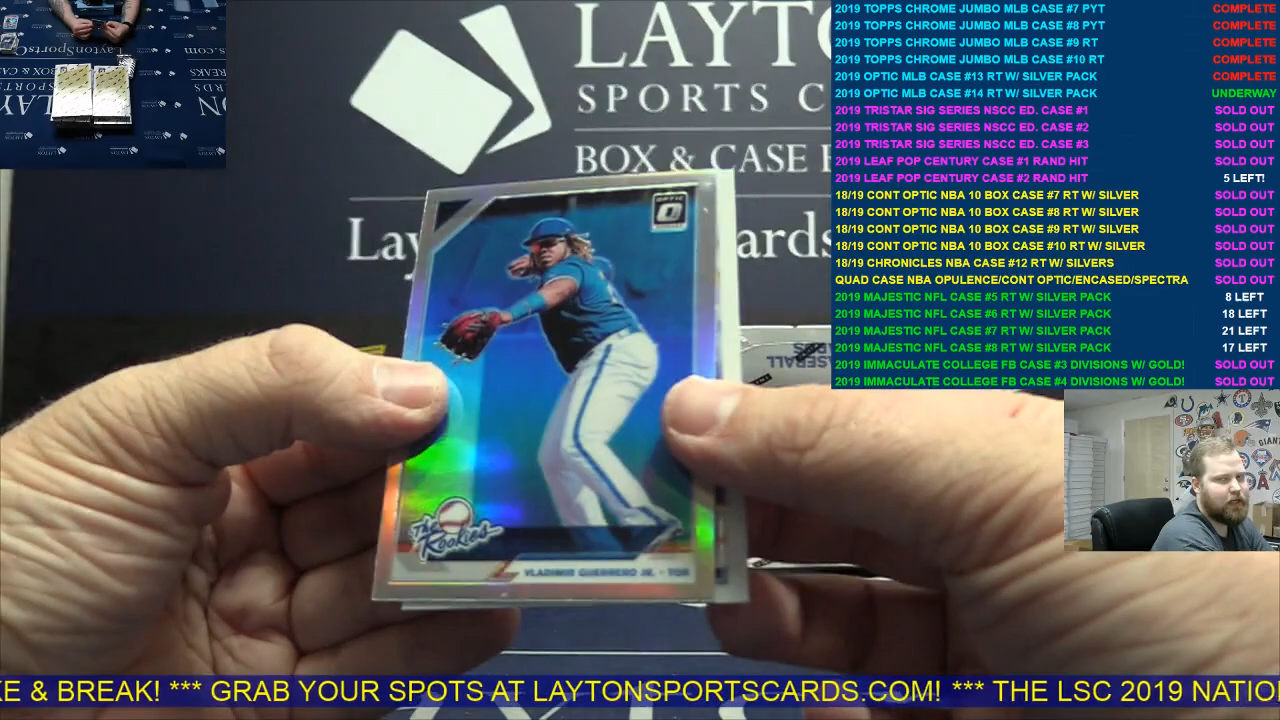 2019 TOPPS CHROME JUMBO MLB CASE #7 PYT COMPLETE
2019 TOPPS CHROME JUMBO MLB CASE #8 PYT COMPLETE
2019 TOPPS CHROME JUMBO MLB CASE #9 RT COMPLETE
2019 TOPPS CHROME JUMBO MLB CASE #10 RT COMPLETE
2019 OPTIC MLB CASE #13 RT W/ SILVER PACK COMPLETE
2019 OPTIC MLB CASE #14 RT W/ SILVER PACK UNDERWAY
2019 TRISTAR SIG SERIES NSCC ED. CASE #1 SOLD OUT
2019 TRISTAR SIG SERIES NSCC ED. CASE #2 SOLD OUT
2019 TRISTAR SIG SERIES NSCC ED. CASE #3 SOLD OUT
2019 LEAF POP CENTURY CASE #1 RAND HIT SOLD OUT
2019 LEAF POP CENTURY CASE #2 RAND HIT 5 LEFT!
18/19 CONT OPTIC NBA 10 BOX CASE #7 RT W/ SILVER SOLD OUT
18/19 CONT OPTIC NBA 10 BOX CASE #8 RT W/ SILVER SOLD OUT
18/19 CONT OPTIC NBA 10 BOX CASE #9 RT W/ SILVER SOLD OUT
18/19 CONT OPTIC NBA 10 BOX CASE #10 RT W/ SILVER SOLD OUT
18/19 CHRONICLES NBA CASE #12 RT W/ SILVERS SOLD OUT
QUAD CASE NBA OPULENCE/CONT OPTIC/ENCASED/SPECTRA SOLD OUT
2019 MAJESTIC NFL CASE #5 RT W/ SILVER PACK 8 LEFT
2019 MAJESTIC NFL CASE #6 RT W/ SILVER PACK 18 LEFT
2019 MAJESTIC NFL CASE #7 RT W/ SILVER PACK 21 LEFT
2019 MAJESTIC NFL CASE #8 RT W/ SILVER PACK 17 LEFT
2019 IMMACULATE COLLEGE FB CASE #3 DIVISIONS W/ GOLD! SOLD OUT
2019 IMMACULATE COLLEGE FB CASE #4 DIVISIONS W/ GOLD! SOLD OUT
LAYTO
SPORTS C
BOX & CASE
Lay ards.
OPTIC
The Rookies
VLADIMIR GUERRERO JR. • TOR
BASEBALL
CARDS
GIANT
KE & BREAK! *** GRAB YOUR SPOTS AT LAYTONSPORTSCARDS.COM! *** THE LSC 2019 NATIO